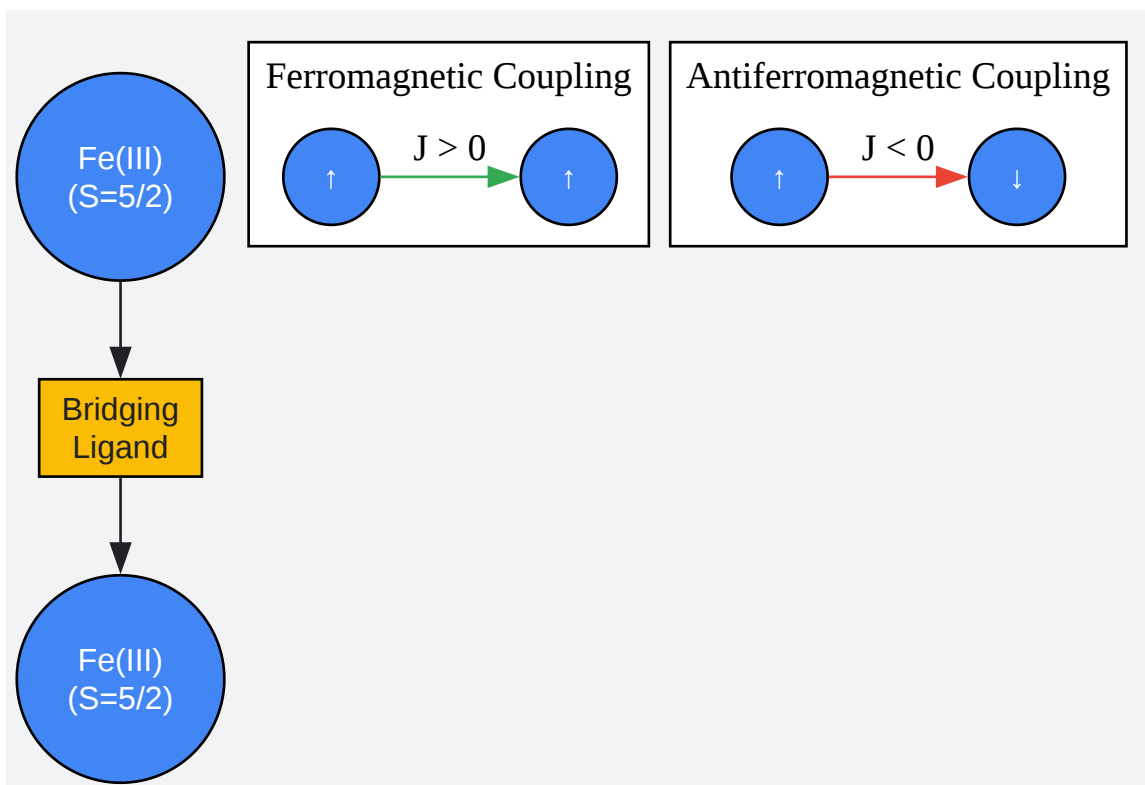 Fe(III)
(S=5/2)
Bridging
Ligand
Fe(III)
(S=5/2)
Ferromagnetic Coupling
↑
J > 0
↑
Antiferromagnetic Coupling
↑
J < 0
↓